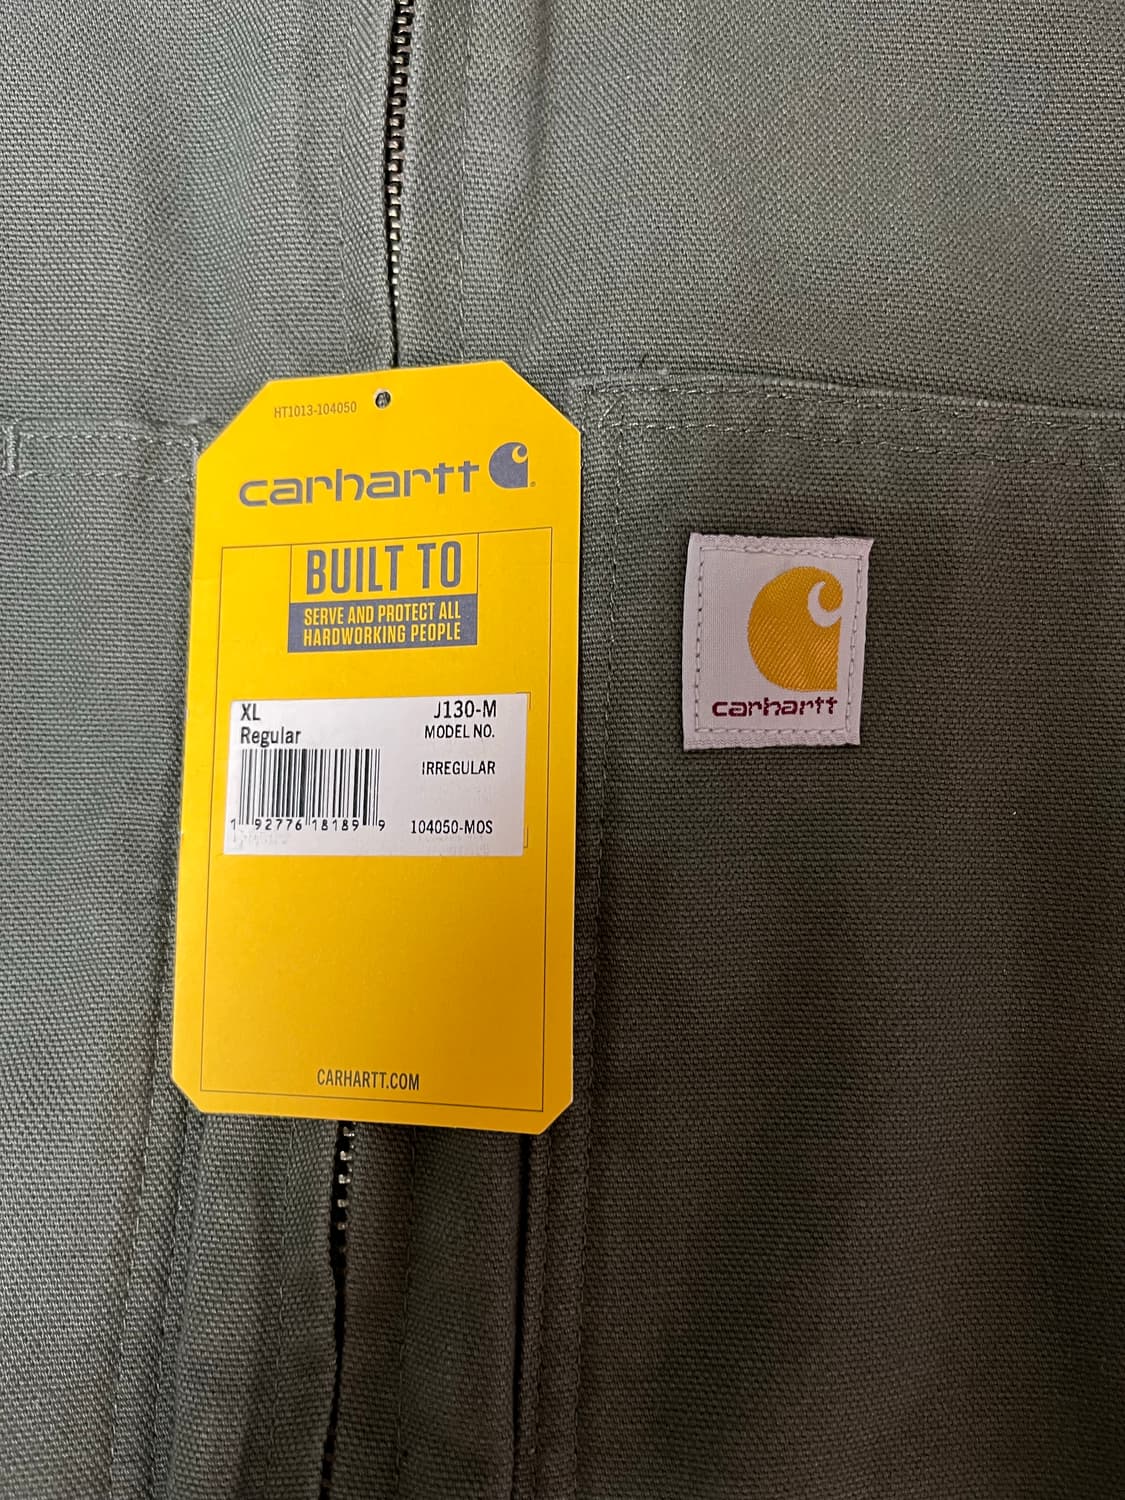 HT1013-104050
carhartt
BUILT TO
SERVE AND PROTECT ALL
HARDWORKING PEOPLE
XL
Regular
J130-M
MODEL NO.
IRREGULAR
1 92776 18189 9
104050-MOS
CARHARTT.COM
carhartt